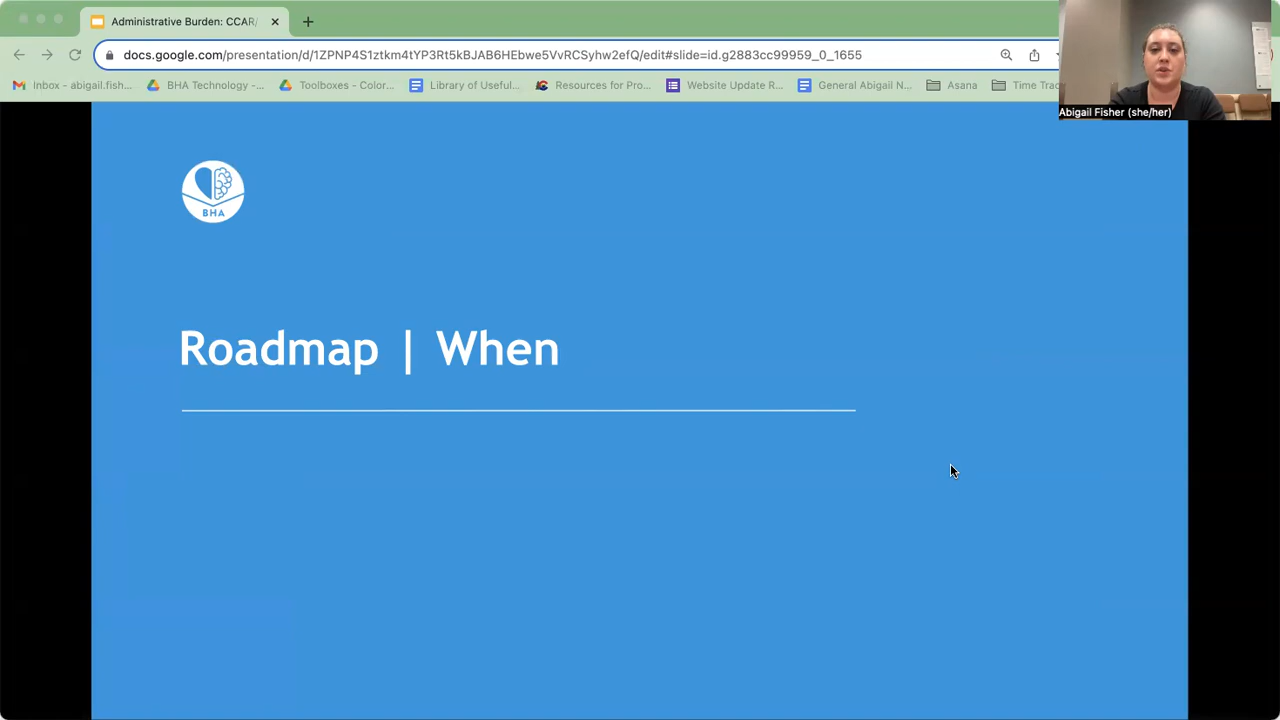 Administrative Burden: CCAR/
docs.google.com/presentation/d/1ZPNP4S1ztkm4tYP3Rt5kBJAB6HEbwe5VvRCSyhw2efQ/edit#slide=id.g2883cc99959_0_1655
Inbox - abigail.fish... BHA Technology -... Toolboxes - Color... Library of Useful... Resources for Pro... Website Update R... General Abigail N... Asana Time Trac
Abigail Fisher (she/her)
BHA
Roadmap | When